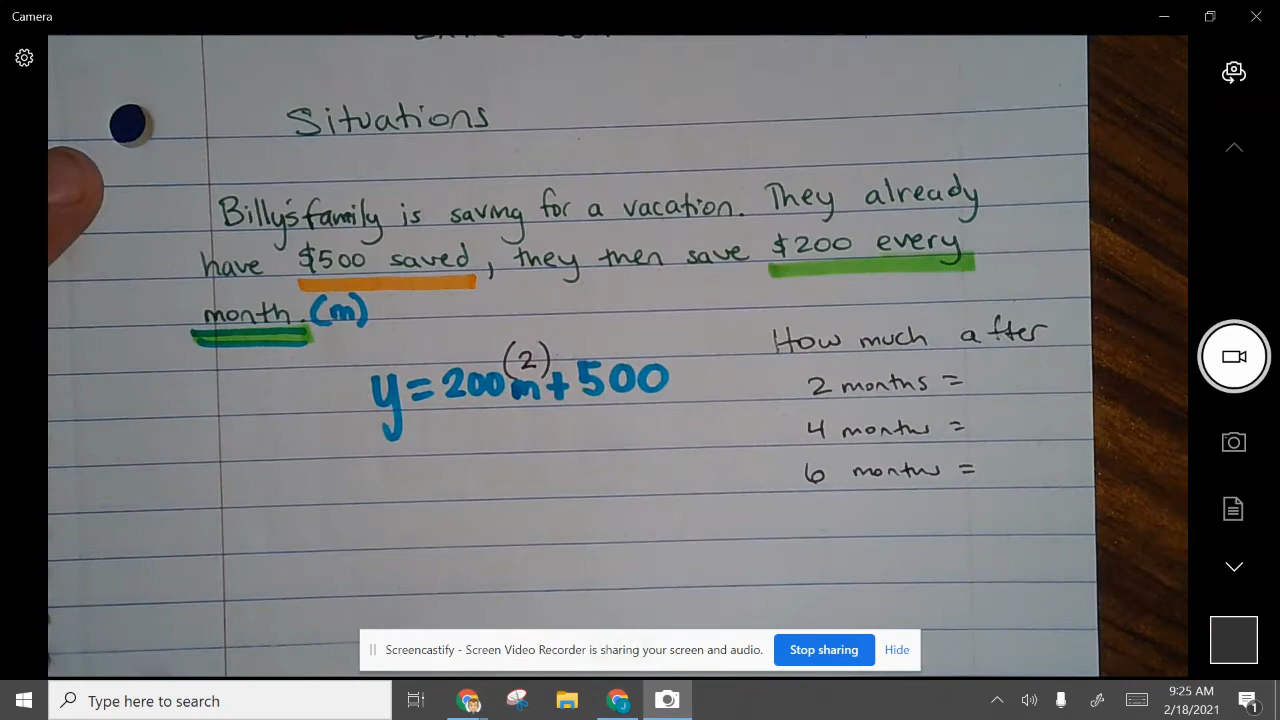 Camera
Situations
Billy's family is saving for a vacation. They already
have $500 saved, they then save $200 every
month. (m)
How much after
(2)
y = 200m + 500
2 months =
4 months =
6 months =
Screencastify - Screen Video Recorder is sharing your screen and audio. Stop sharing Hide
Type here to search
9:25 AM
2/18/2021
1